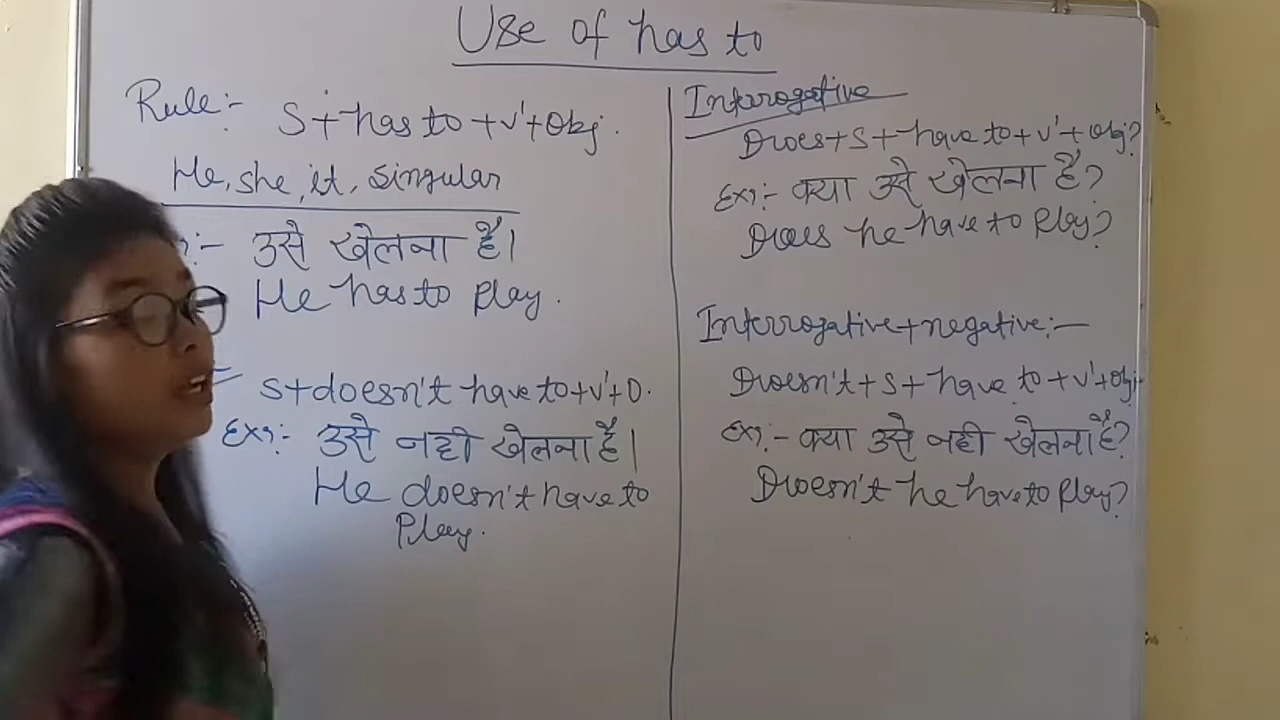 Use of has to
Rule:- S+has to+v'+Obj.
He, she, it, singular
:- उसे खेलना है।
He has to play.
S+doesn't have to+v'+O.
Ex:- उसे नही खेलना है।
He doesn't have to
Play.
Interrogative
Does+S+have to+v'+Obj?
Ex:- क्या उसे खेलना है?
Does he have to Play?
Interrogative+negative:-
Doesn't+S+have to+v'+Obj
Ex:- क्या उसे नही खेलना है?
Doesn't he have to play?